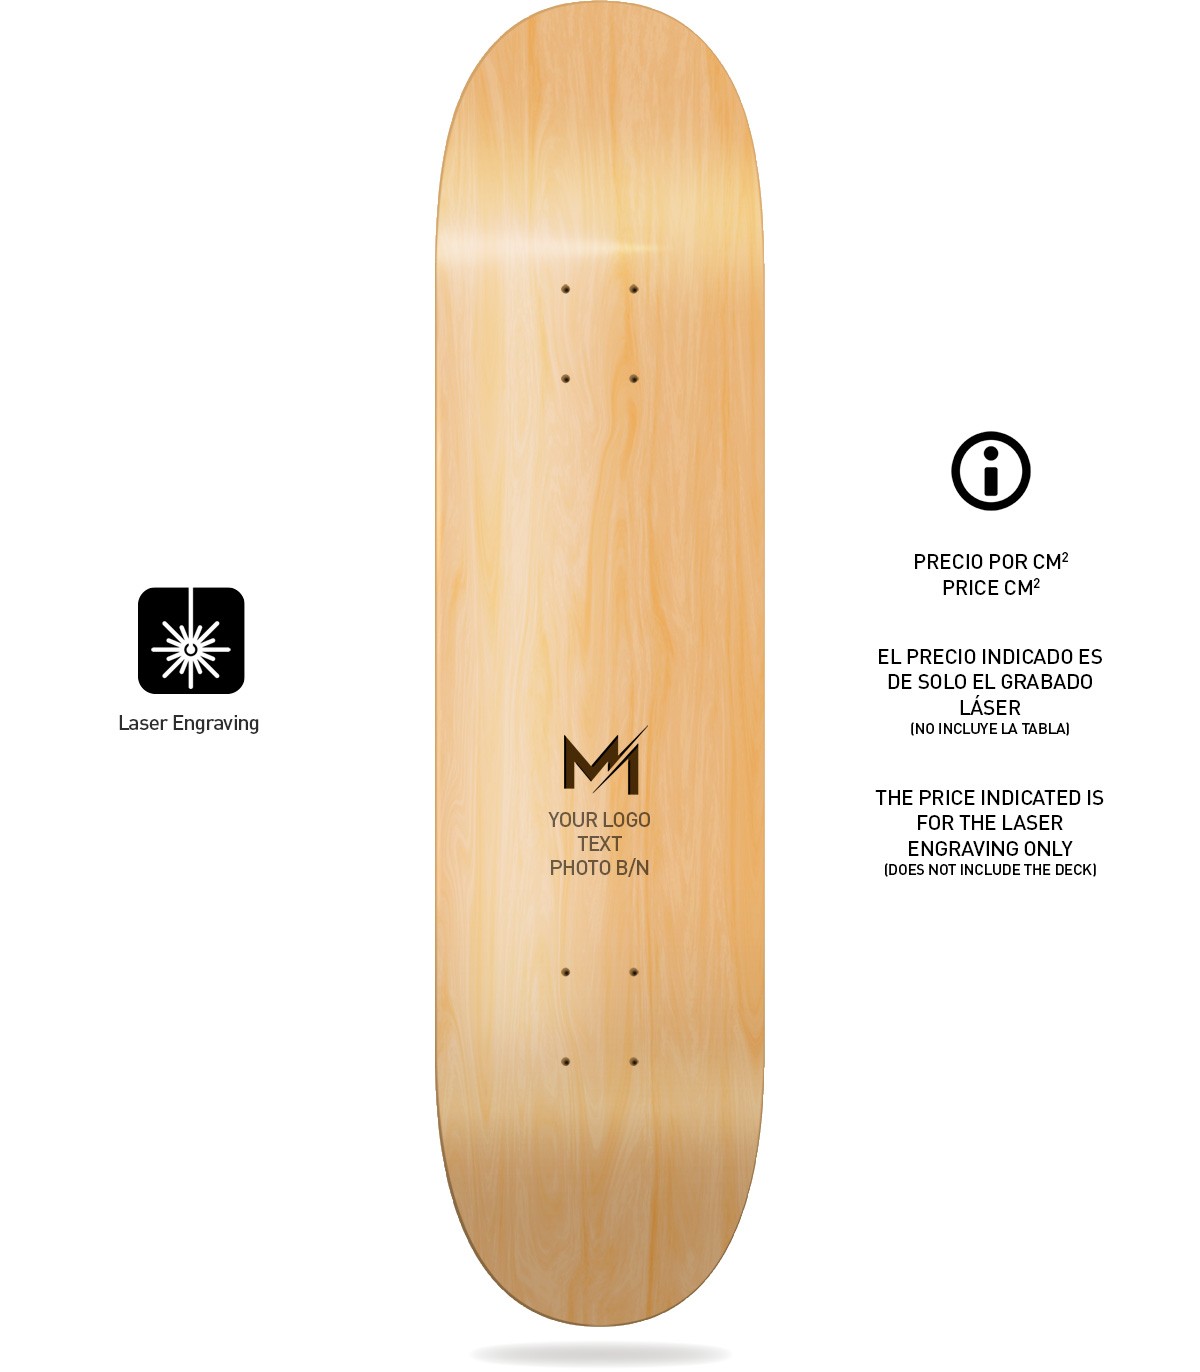 Laser Engraving
YOUR LOGO
TEXT
PHOTO B/N
PRECIO POR CM²
PRICE CM²
EL PRECIO INDICADO ES
DE SOLO EL GRABADO
LÁSER
(NO INCLUYE LA TABLA)
THE PRICE INDICATED IS
FOR THE LASER
ENGRAVING ONLY
(DOES NOT INCLUDE THE DECK)